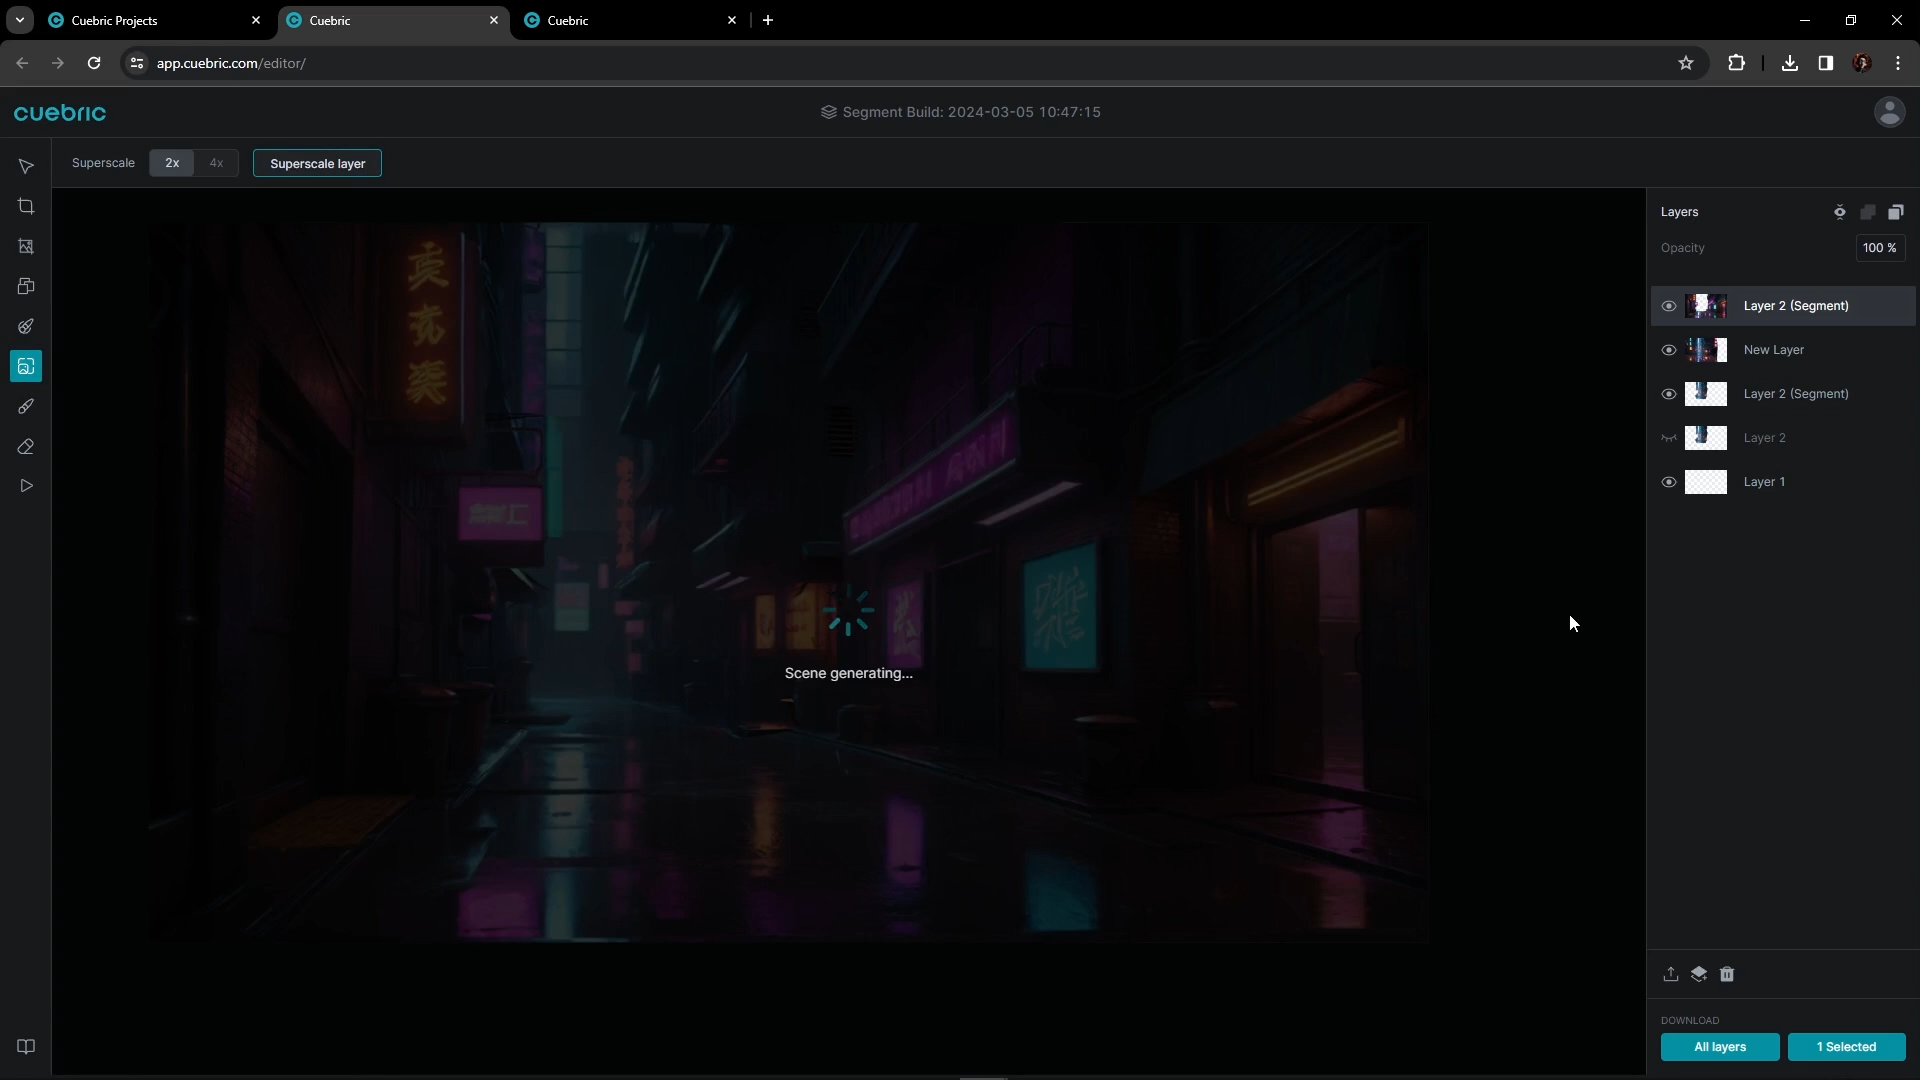 Cuebric Projects
Cuebric
Cuebric
app.cuebric.com/editor/
cuebric
Segment Build: 2024-03-05 10:47:15
Superscale
2x
4x
Superscale layer
Layers
Opacity
100 %
Layer 2 (Segment)
New Layer
Layer 2 (Segment)
Layer 2
Layer 1
Scene generating...
DOWNLOAD
All layers
1 Selected